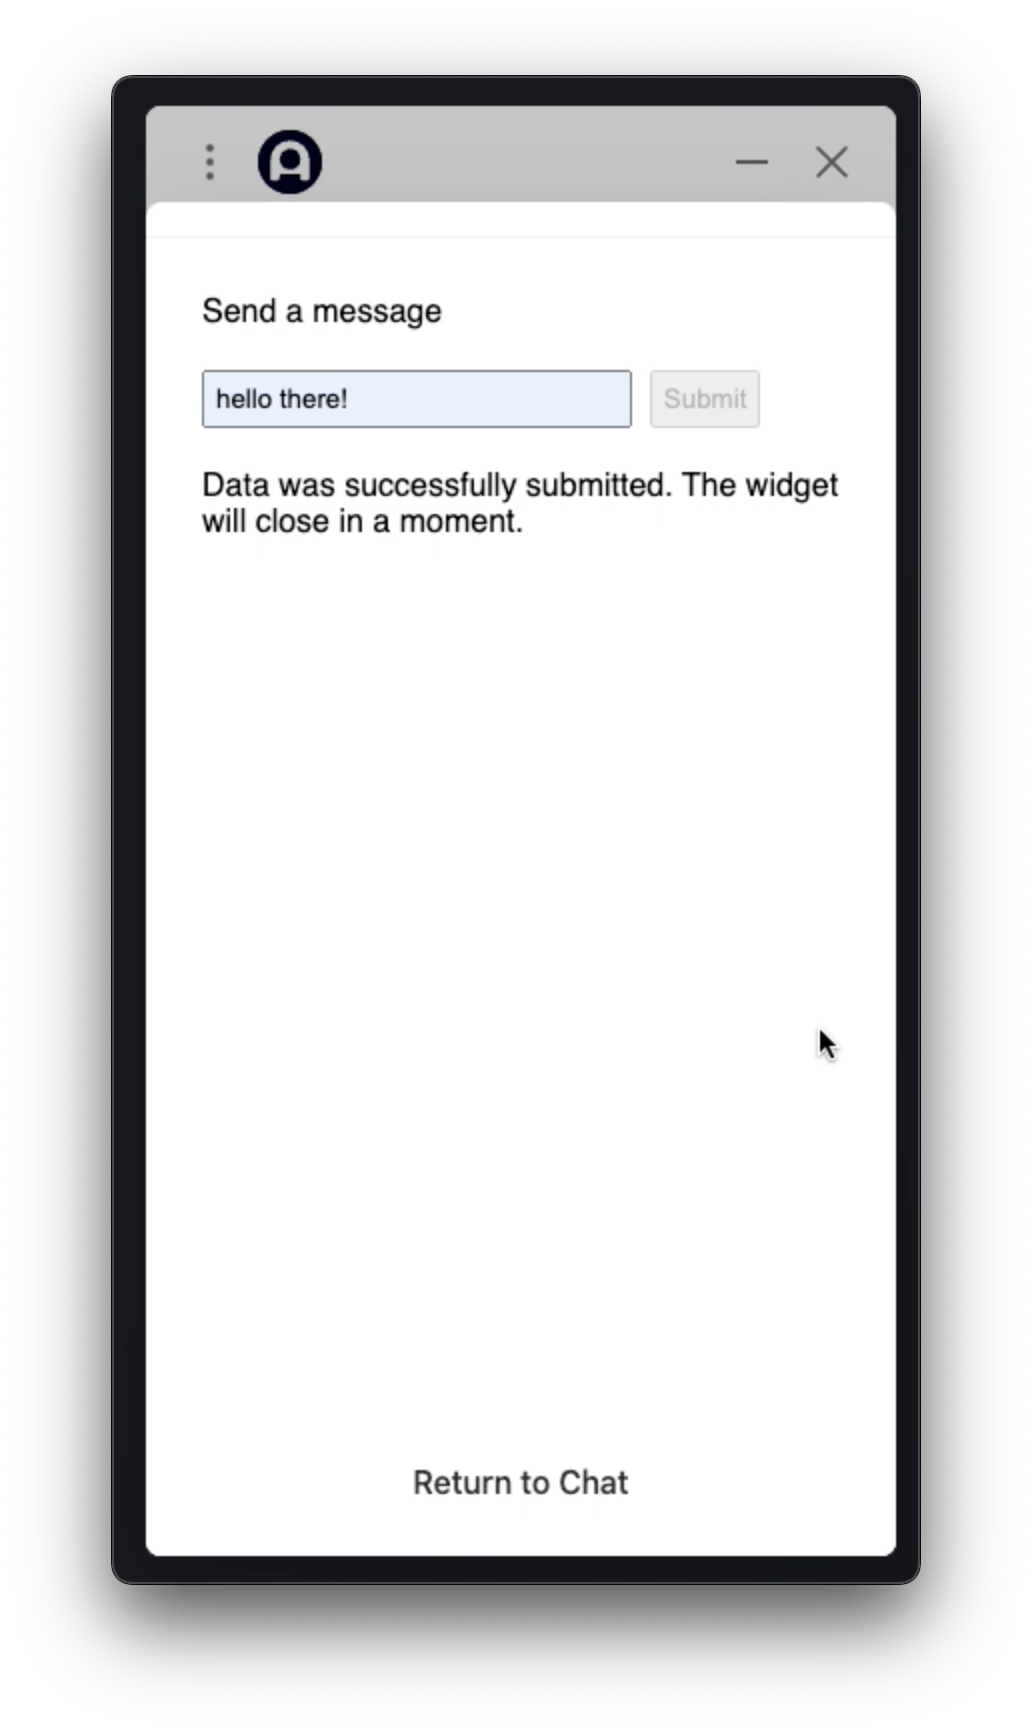 Send a message
hello there!
Submit
Data was successfully submitted. The widget
will close in a moment.
Return to Chat